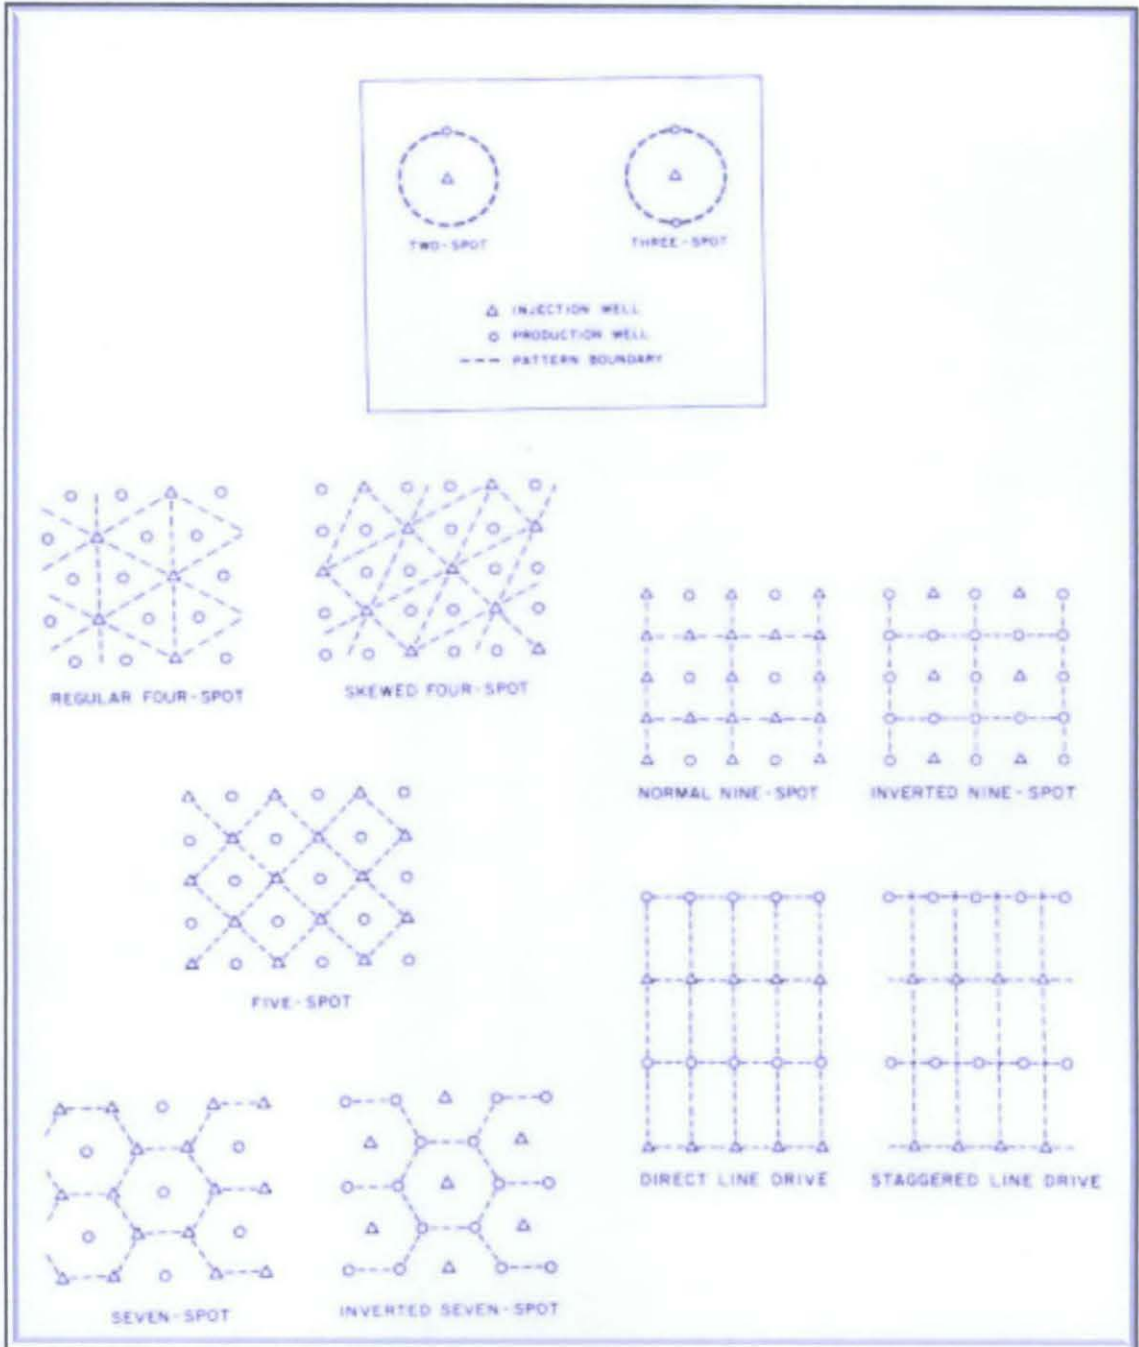 TWO-SPOT
THREE-SPOT
INJECTION WELL
PRODUCTION WELL
PATTERN BOUNDARY
REGULAR FOUR-SPOT
SKEWED FOUR-SPOT
NORMAL NINE-SPOT
INVERTED NINE-SPOT
FIVE-SPOT
DIRECT LINE DRIVE
STAGGERED LINE DRIVE
SEVEN-SPOT
INVERTED SEVEN-SPOT